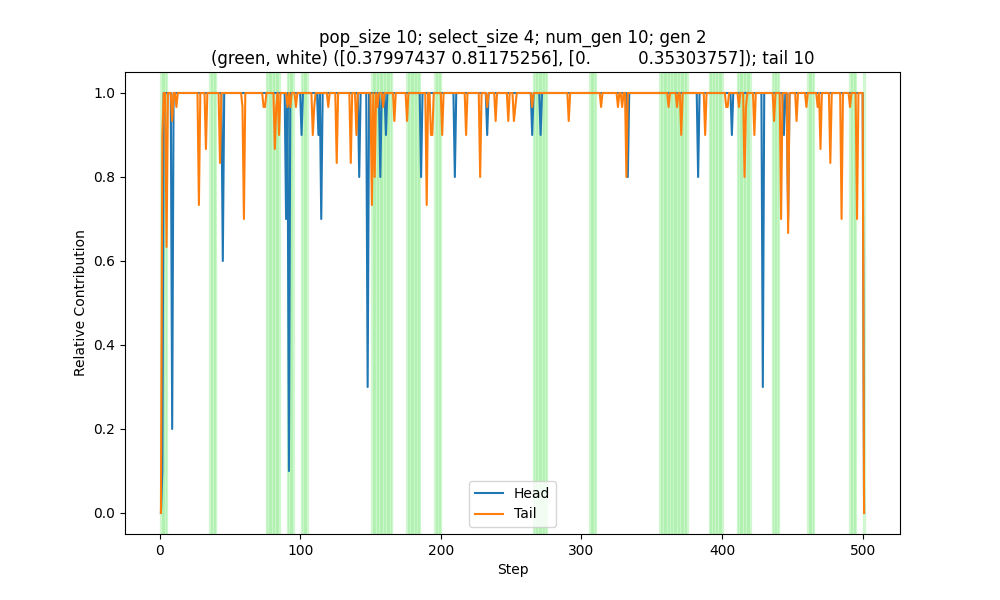 pop_size 10; select_size 4; num_gen 10; gen 2
(green, white) ([0.37997437 0.81175256], [0. 0.35303757]); tail 10
1.0
0.8
0.6
0.4
0.2
0.0
Relative Contribution
Head
Tail
0 100 200 300 400 500
Step